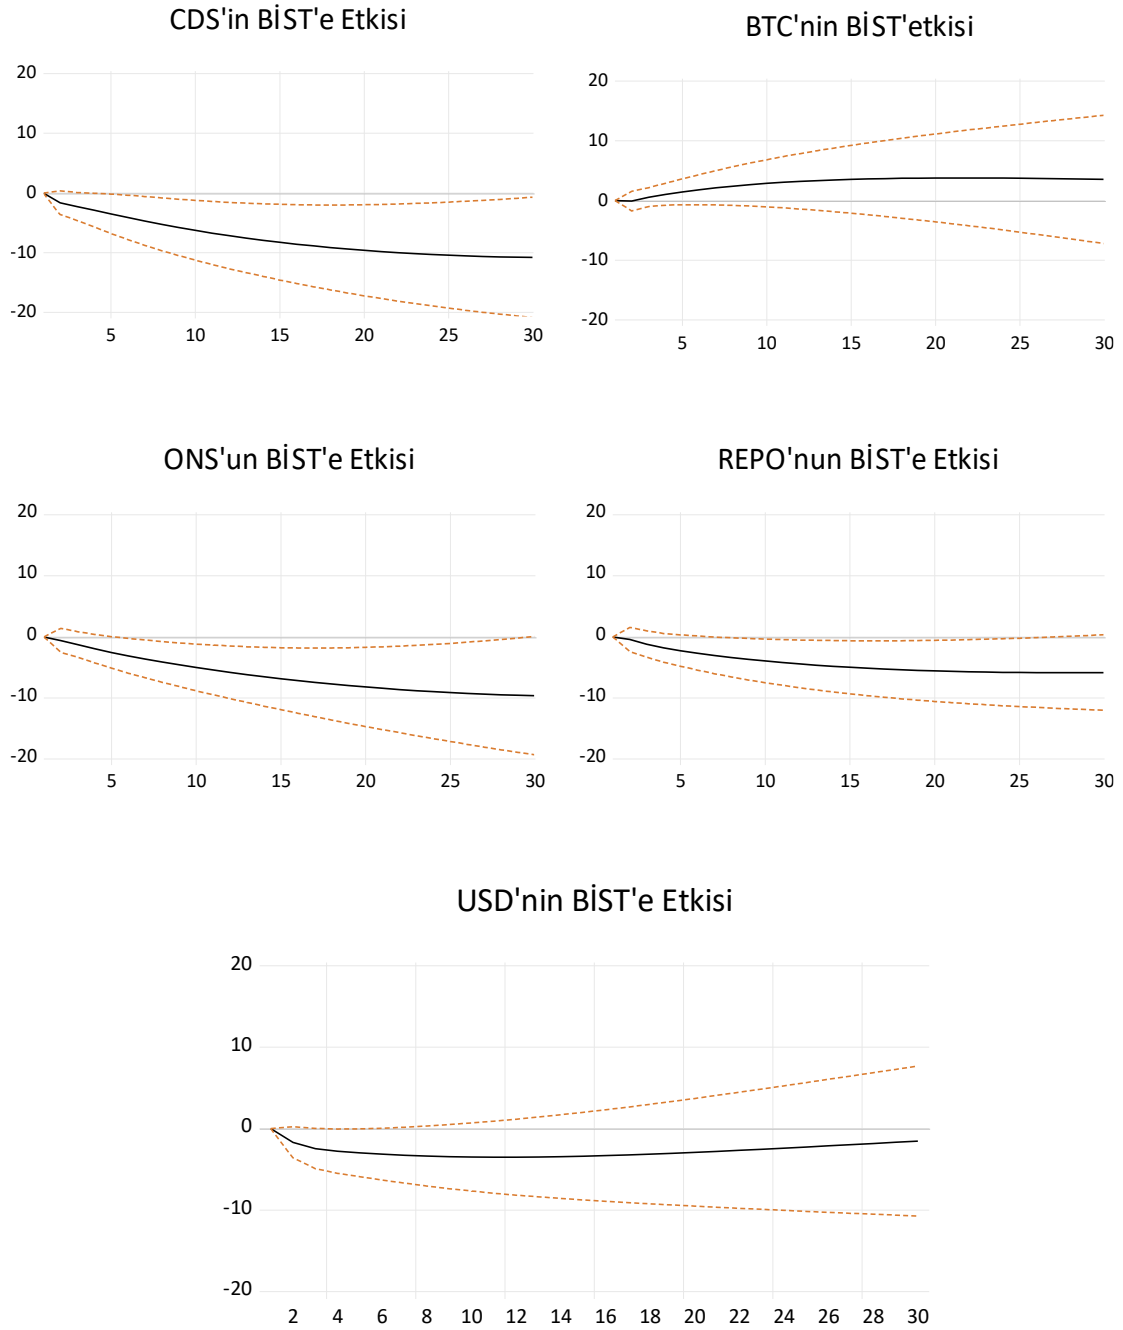 CDS'in BİST'e Etkisi
20
10
0
-10
-20
5 10 15 20 25 30
BTC'nin BİST'etkisi
20
10
0
-10
-20
5 10 15 20 25 30
ONS'un BİST'e Etkisi
20
10
0
-10
-20
5 10 15 20 25 30
REPO'nun BİST'e Etkisi
20
10
0
-10
-20
5 10 15 20 25 30
USD'nin BİST'e Etkisi
20
10
0
-10
-20
2 4 6 8 10 12 14 16 18 20 22 24 26 28 30